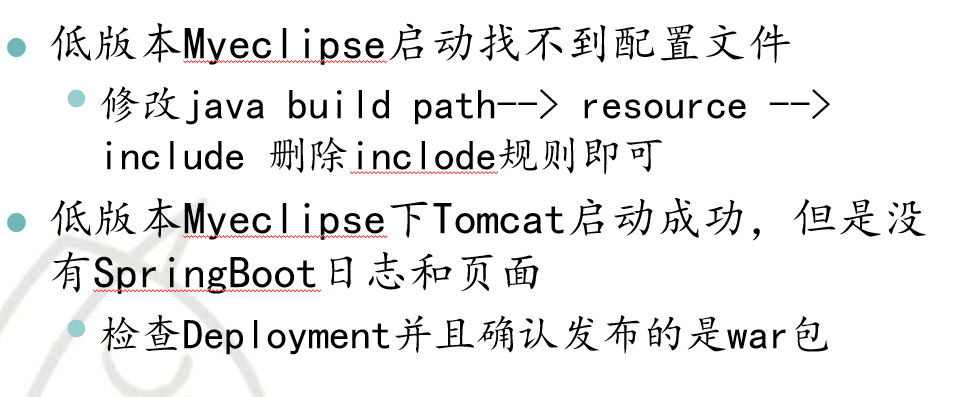 低版本Myeclipse启动找不到配置文件
修改java build path--> resource -->
include 删除inclode规则即可
低版本Myeclipse下Tomcat启动成功，但是没
有SpringBoot日志和页面
检查Deployment并且确认发布的是war包